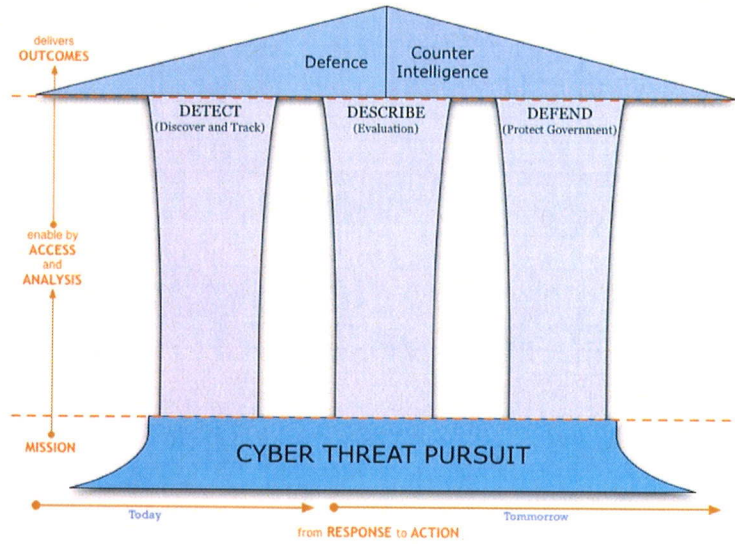 delivers
OUTCOMES
Defence
Counter
Intelligence
DETECT
(Discover and Track)
DESCRIBE
(Evaluation)
DEFEND
(Protect Government)
enable by
ACCESS
and
ANALYSIS
MISSION
CYBER THREAT PURSUIT
Today
Tommorrow
from RESPONSE to ACTION